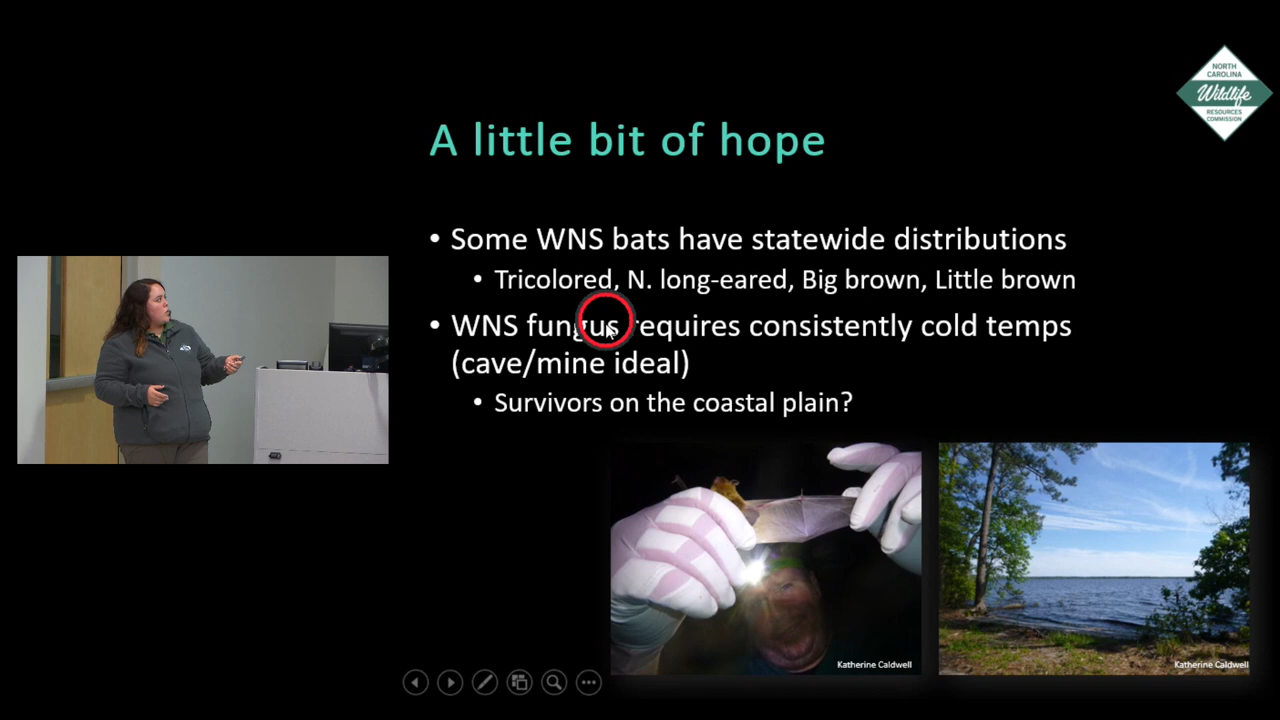 NORTH
CAROLINA
Wildlife
RESOURCES
COMMISSION
A little bit of hope
• Some WNS bats have statewide distributions
• Tricolored, N. long-eared, Big brown, Little brown
• WNS fungus requires consistently cold temps
(cave/mine ideal)
• Survivors on the coastal plain?
Katherine Caldwell
Katherine Caldwell